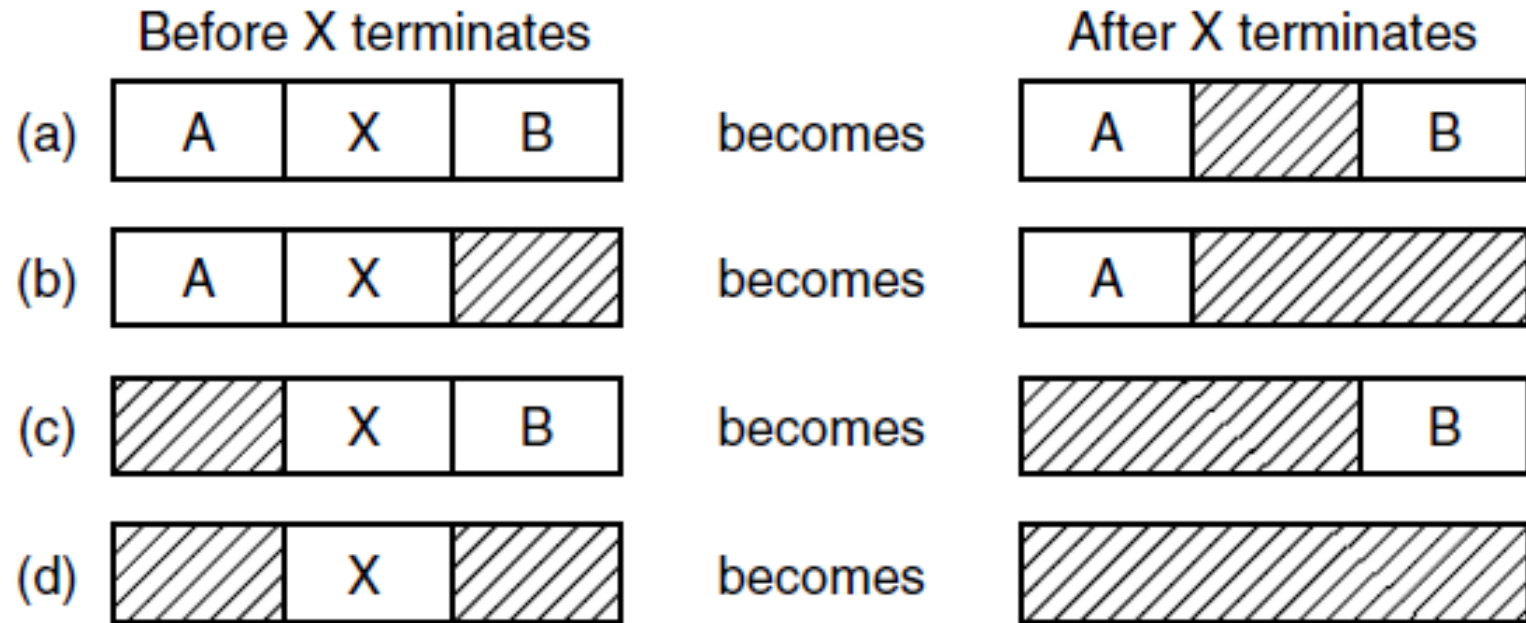 Before X terminates After X terminates
(a) A X B becomes A B
(b) A X becomes A
(c) X B becomes B
(d) X becomes